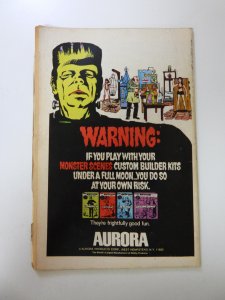 WARNING:
IF YOU PLAY WITH YOUR
MONSTER SCENES CUSTOM BUILDER KITS
UNDER A FULL MOON...YOU DO SO
AT YOUR OWN RISK.
They're frightfully good fun.
AURORA